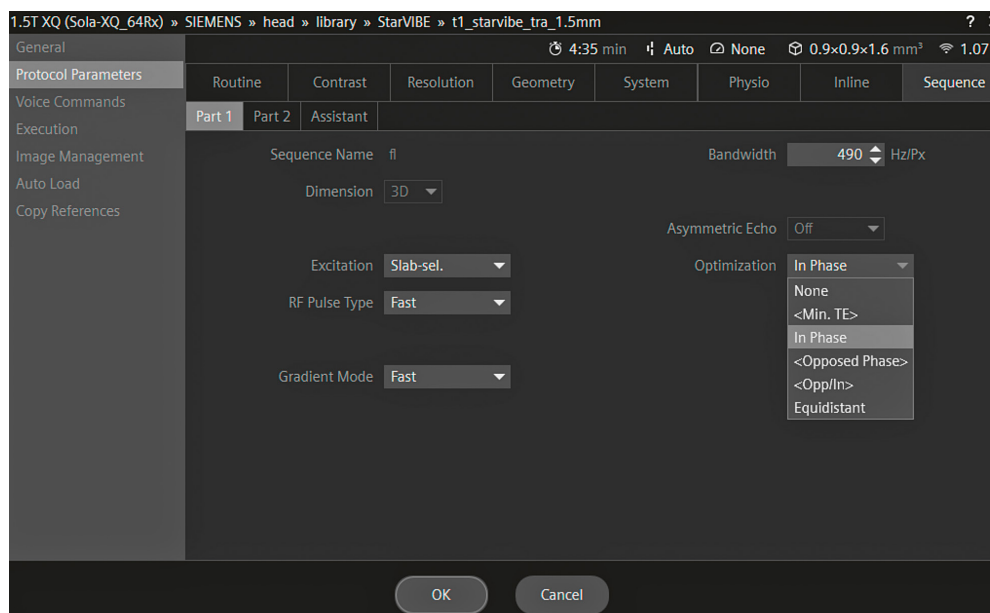 1.5T XQ (Sola-XQ_64Rx) » SIEMENS » head » library » StarVIBE » t1_starvibe_tra_1.5mm ?
General
4:35 min Auto None 0.9×0.9×1.6 mm³ 1.07
Protocol Parameters
Routine Contrast Resolution Geometry System Physio Inline Sequence
Voice Commands
Part 1 Part 2 Assistant
Execution
Image Management
Auto Load
Copy References
Sequence Name fl Bandwidth 490 Hz/Px
Dimension 3D
Asymmetric Echo Off
Excitation Slab-sel. Optimization In Phase
None
RF Pulse Type Fast
<Min. TE>
In Phase
<Opposed Phase>
Gradient Mode Fast
<Opp/In>
Equidistant
OK Cancel